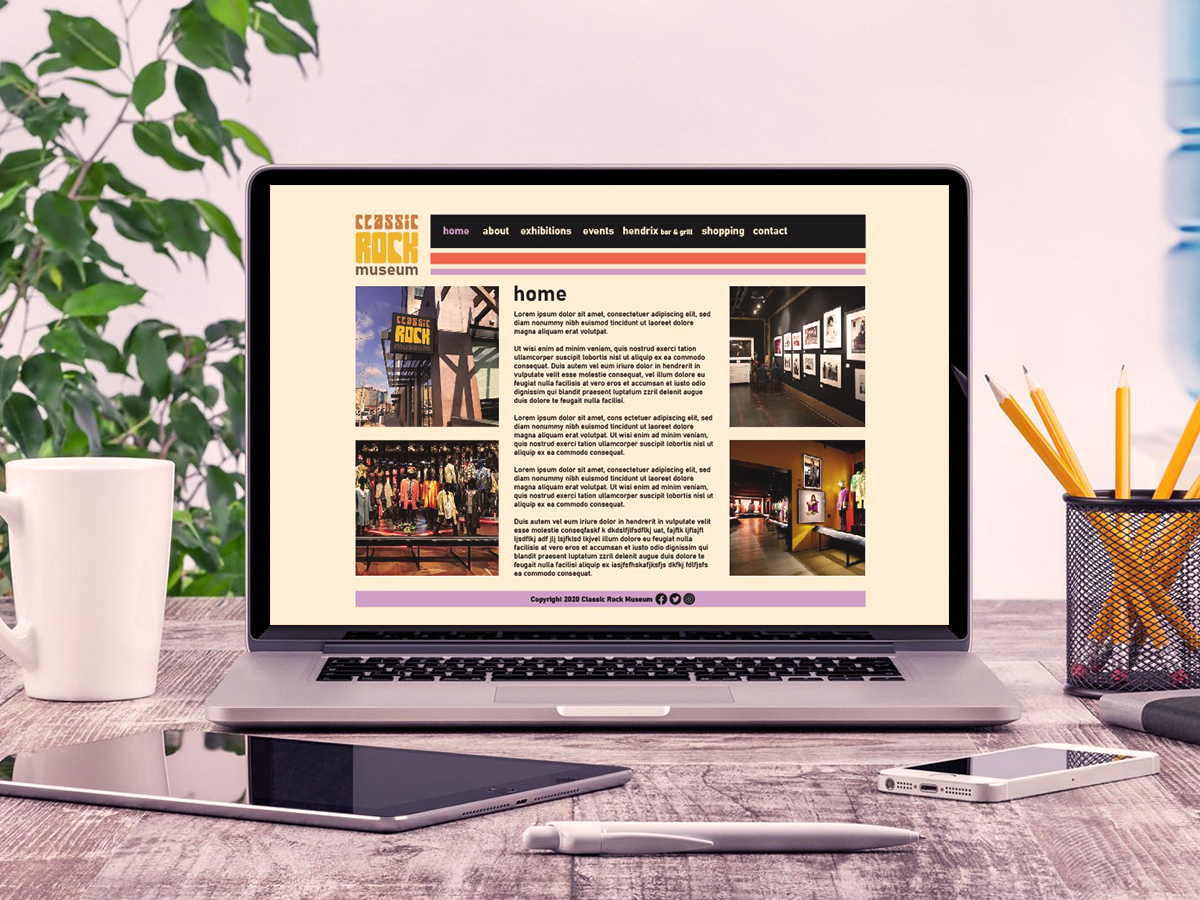 CLASSIC
ROCK
museum
home about exhibitions events hendrix bar & grill shopping contact
CLASSIC
ROCK
museum
home
Lorem ipsum dolor sit amet, consectetuer adipiscing elit, sed
diam nonummy nibh euismod tincidunt ut laoreet dolore
magna aliquam erat volutpat.
Ut wisi enim ad minim veniam, quis nostrud exerci tation
ullamcorper suscipit lobortis nisl ut aliquip ex ea commodo
consequat. Duis autem vel eum iriure dolor in hendrerit in
vulputate velit esse molestie consequat, vel illum dolore eu
feugiat nulla facilisis at vero eros et accumsan et iusto odio
dignissim qui blandit praesent luptatum zzril delenit augue
duis dolore te feugait nulla facilisi.
Lorem ipsum dolor sit amet, cons ectetuer adipiscing elit, sed
diam nonummy nibh euismod tincidunt ut laoreet dolore
magna aliquam erat volutpat. Ut wisi enim ad minim veniam,
quis nostrud exerci tation ullamcorper suscipit lobortis nisl ut
aliquip ex ea commodo consequat.
Lorem ipsum dolor sit amet, consectetuer adipiscing elit, sed
diam nonummy nibh euismod tincidunt ut laoreet dolore
magna aliquam erat volutpat. Ut wisi enim ad minim veniam,
quis nostrud exerci tation ullamcorper suscipit lobortis nisl ut
aliquip ex ea commodo consequat.
Duis autem vel eum iriure dolor in hendrerit in vulputate velit
esse molestie conseqfaskf k dkdslfjlfsdflkj uat, fajflk ljflsjfl
ljsdflkj adf jlj lsjfklsd lkjvel illum dolore eu feugiat nulla
facilisis at vero eros et accumsan et iusto odio dignissim qui
blandit praesent luptatum zzril delenit augue duis dolore te
feugait nulla facilisi aliquip ex iasjfsfhskafjksfjs dkfkj fdlfjsfs
ea commodo consequat.
Copyright 2020 Classic Rock Museum